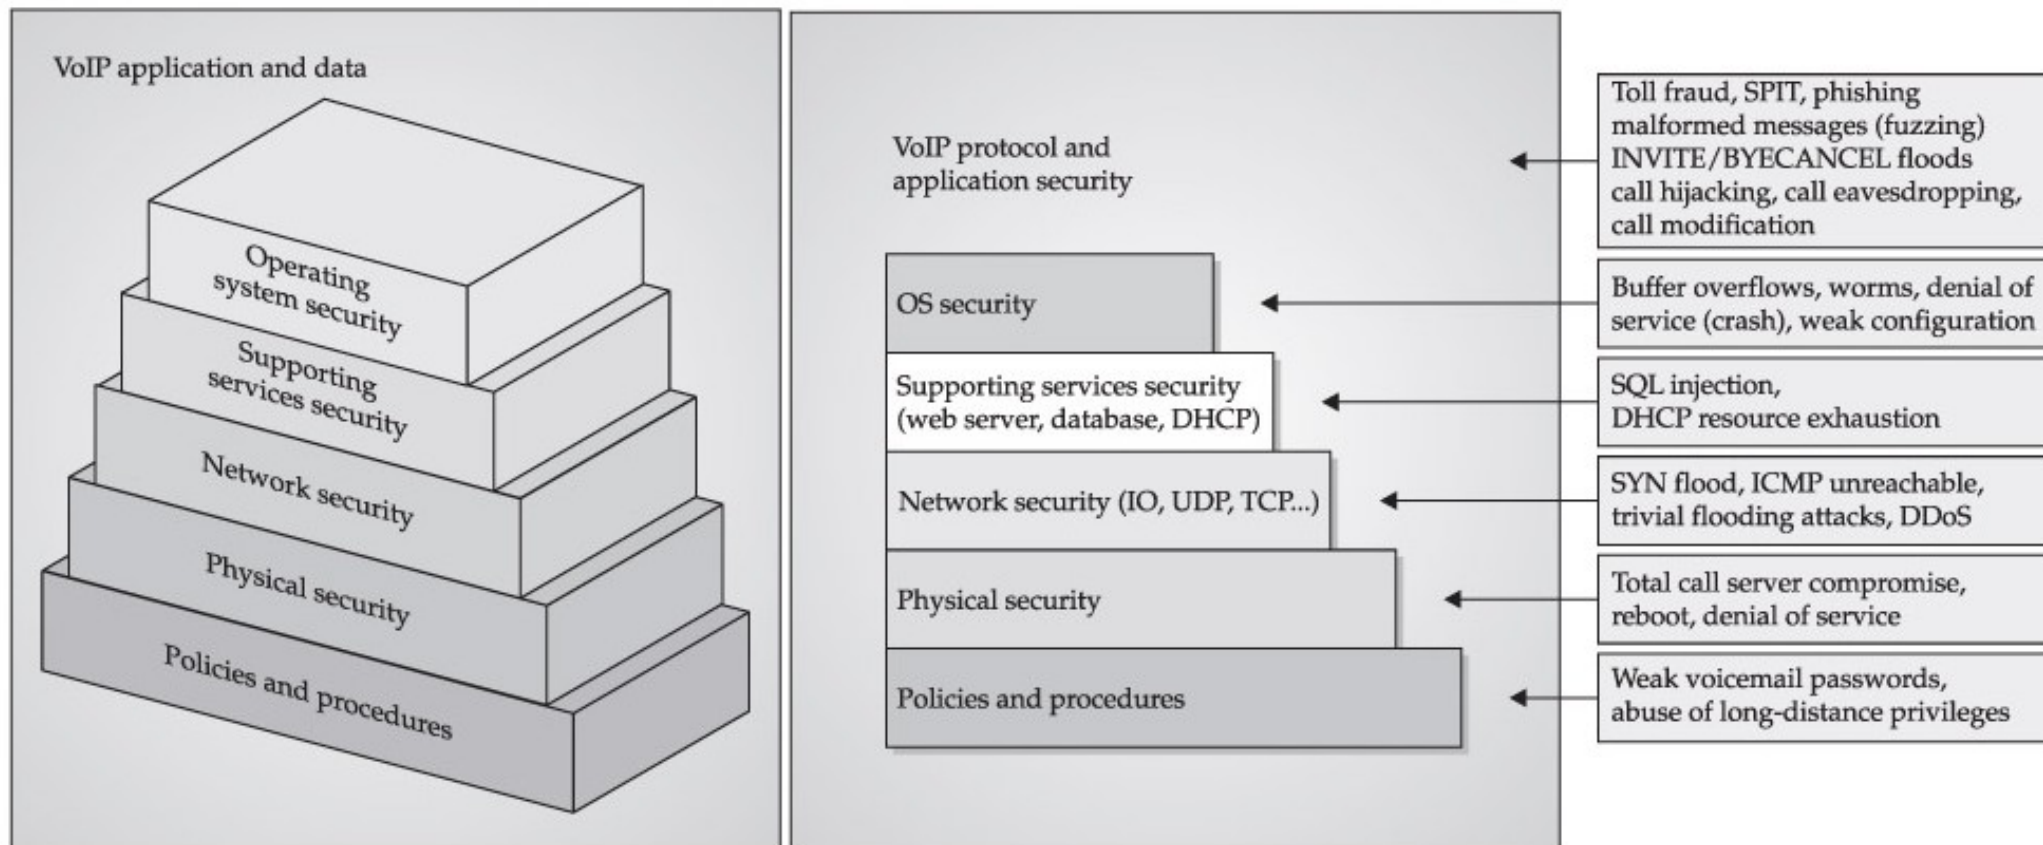 VoIP application and data
Operating
system security
Supporting
services security
Network security
Physical security
Policies and procedures
VoIP protocol and
application security
OS security
Supporting services security
(web server, database, DHCP)
Network security (IO, UDP, TCP...)
Physical security
Policies and procedures
Toll fraud, SPIT, phishing
malformed messages (fuzzing)
INVITE/BYECANCEL floods
call hijacking, call eavesdropping,
call modification
Buffer overflows, worms, denial of
service (crash), weak configuration
SQL injection,
DHCP resource exhaustion
SYN flood, ICMP unreachable,
trivial flooding attacks, DDoS
Total call server compromise,
reboot, denial of service
Weak voicemail passwords,
abuse of long-distance privileges